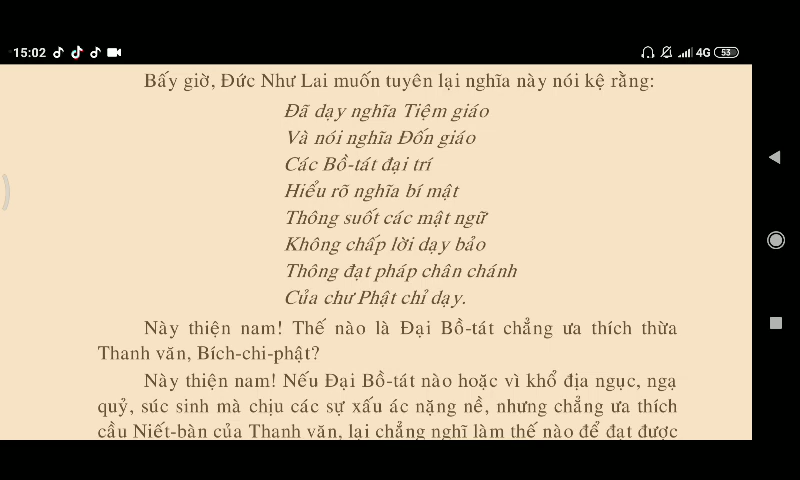 15:02
4G 53
Bấy giờ, Đức Như Lai muốn tuyên lại nghĩa này nói kệ rằng:
Đã dạy nghĩa Tiệm giáo
Và nói nghĩa Đốn giáo
Các Bồ-tát đại trí
Hiểu rõ nghĩa bí mật
Thông suốt các mật ngữ
Không chấp lời dạy bảo
Thông đạt pháp chân chánh
Của chư Phật chỉ dạy.
Này thiện nam! Thế nào là Đại Bồ-tát chẳng ưa thích thừa
Thanh văn, Bích-chi-phật?
Này thiện nam! Nếu Đại Bồ-tát nào hoặc vì khổ địa ngục, ngạ
quỷ, súc sinh mà chịu các sự xấu ác nặng nề, nhưng chẳng ưa thích
cầu Niết-bàn của Thanh văn, lại chẳng nghĩ làm thế nào để đạt được